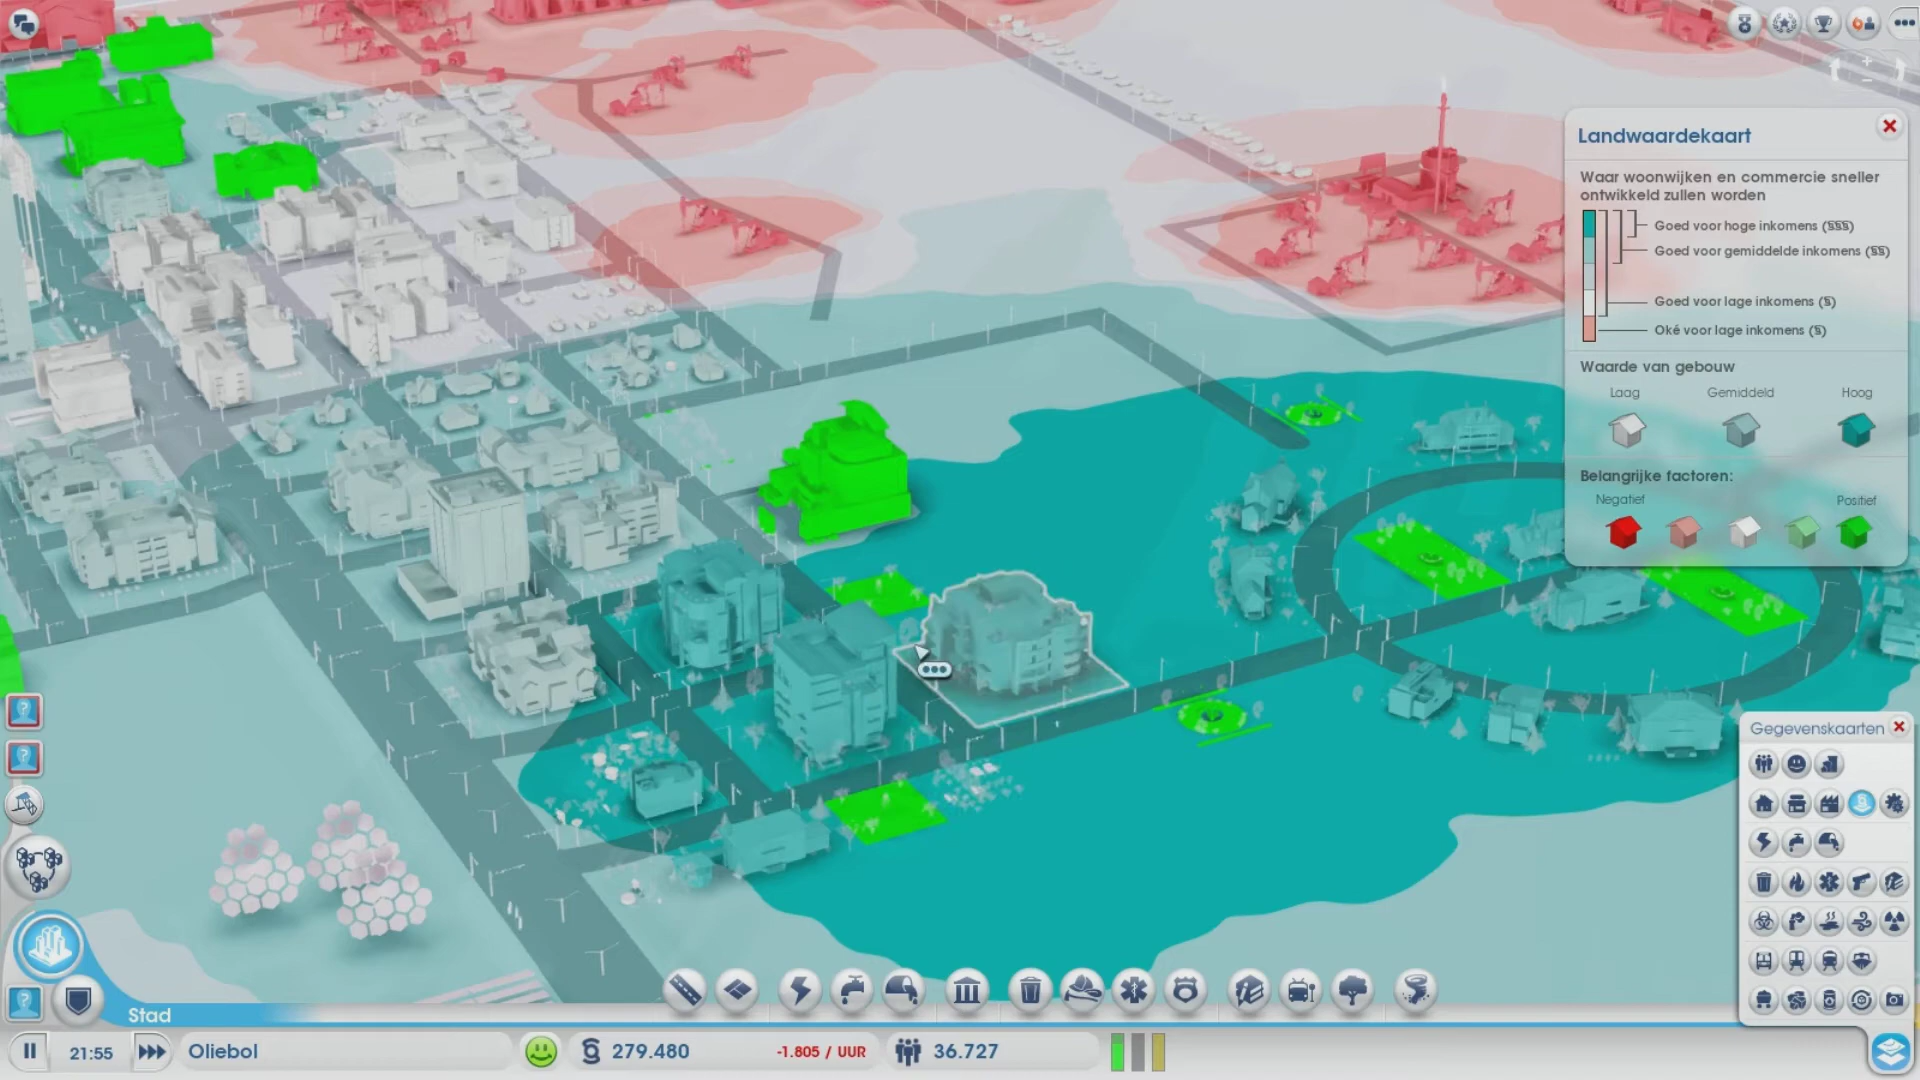 Landwaardekaart
Waar woonwijken en commercie sneller
ontwikkeld zullen worden
Goed voor hoge inkomens (§§§)
Goed voor gemiddelde inkomens (§§)
Goed voor lage inkomens (§)
Oké voor lage inkomens (§)
Waarde van gebouw
Laag Gemiddeld Hoog
Belangrijke factoren:
Negatief Positief
Gegevenskaarten
Stad
21:55 Oliebol 279.480 -1.805 / UUR 36.727